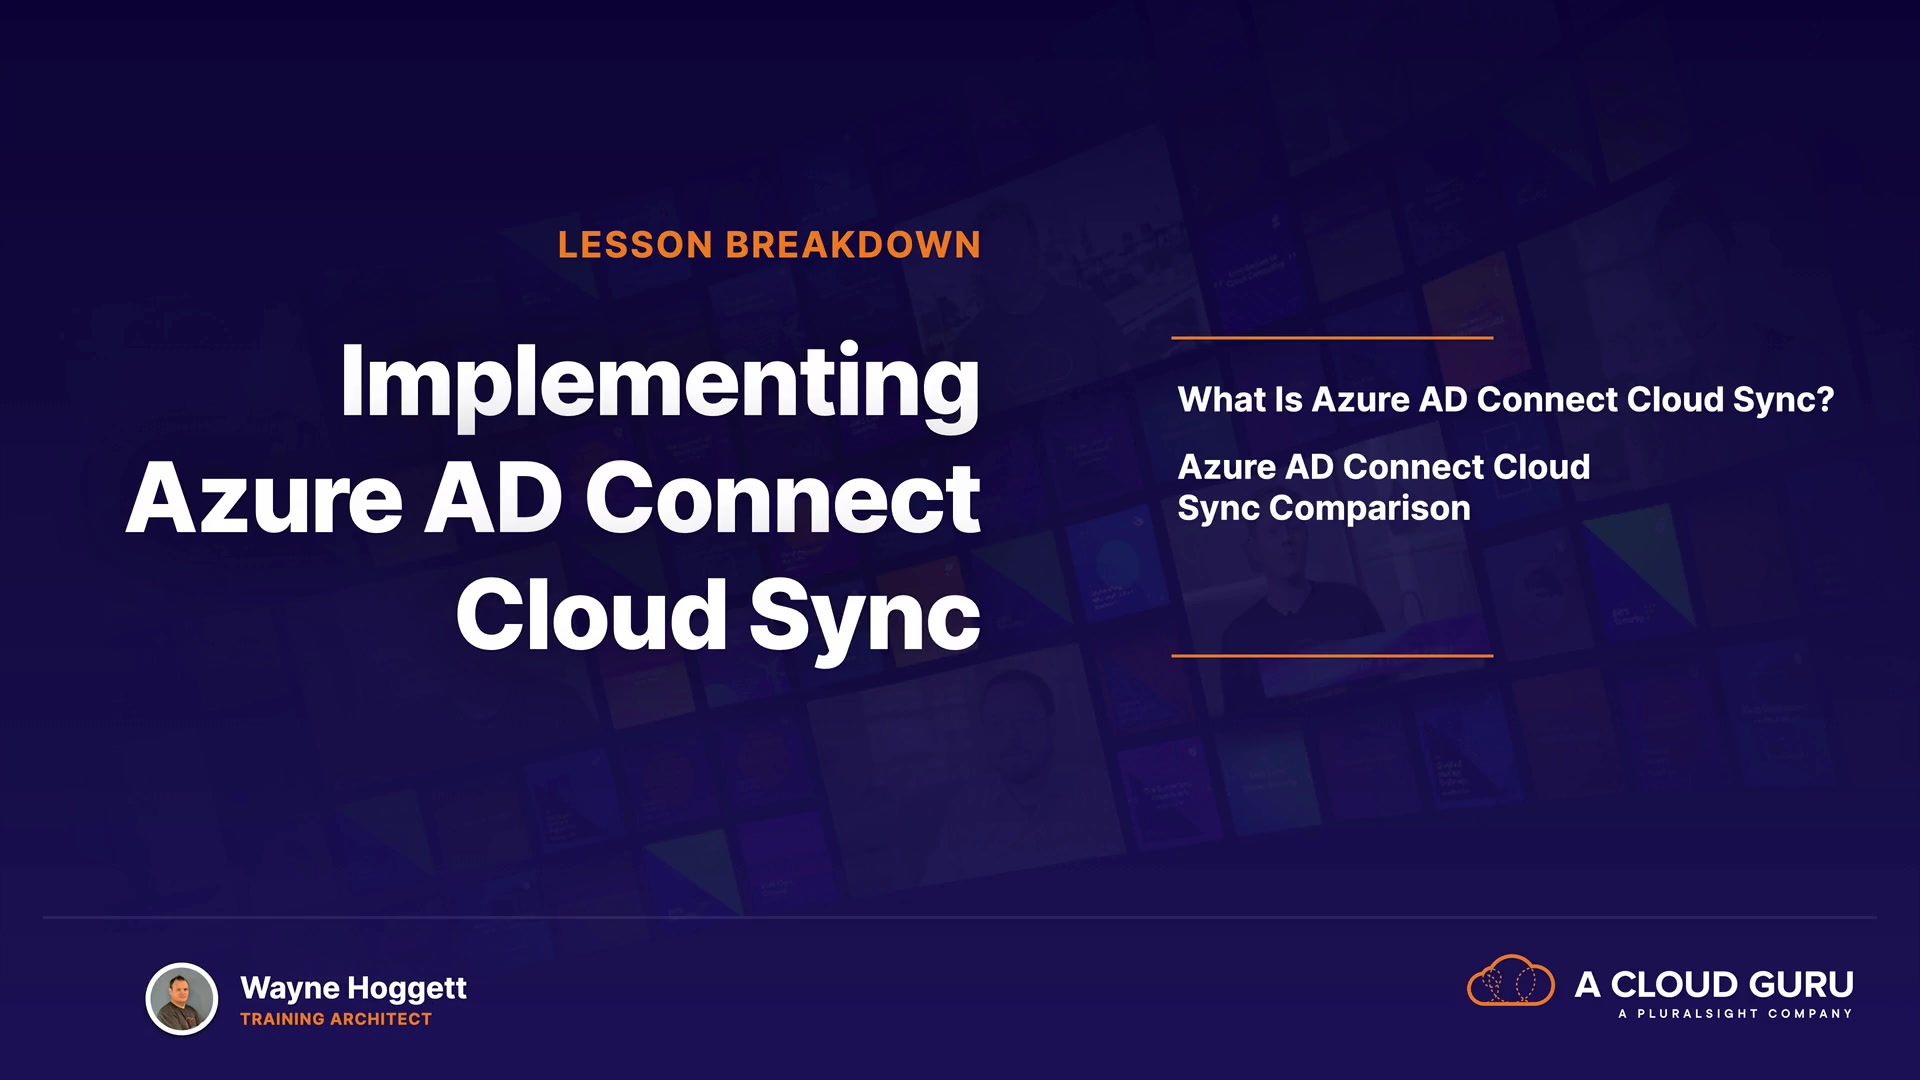 LESSON BREAKDOWN
Implementing
Azure AD Connect
Cloud Sync
What Is Azure AD Connect Cloud Sync?
Azure AD Connect Cloud
Sync Comparison
Wayne Hoggett
TRAINING ARCHITECT
A CLOUD GURU
A PLURALSIGHT COMPANY